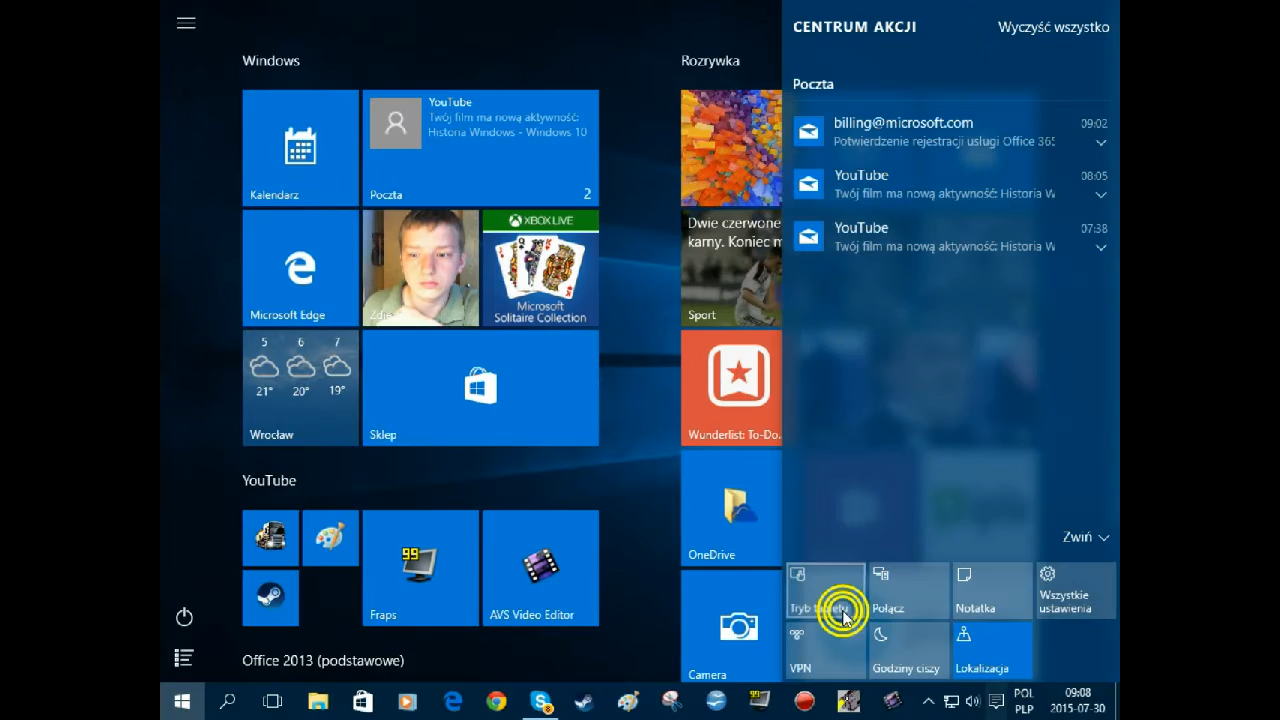 Windows
Kalendarz
YouTube
Twój film ma nową aktywność:
Historia Windows - Windows 10
Poczta
2
Microsoft Edge
XBOX LIVE
Microsoft
Solitaire Collection
5 6 7
21° 20° 19°
Wrocław
Sklep
YouTube
99
Fraps
AVS Video Editor
Office 2013 (podstawowe)
Rozrywka
Dwie czerwone
karny. Koniec
Sport
Wunderlist: To-Do.
OneDrive
Camera
CENTRUM AKCJI
Wyczyść wszystko
Poczta
billing@microsoft.com
09:02
Potwierdzenie rejestracji usługi Office 365
YouTube
08:05
Twój film ma nową aktywność: Historia W
YouTube
07:38
Twój film ma nową aktywność: Historia W
Zwiń
Tryb tabletu
Połącz
Notatka
Wszystkie
ustawienia
VPN
Godziny ciszy
Lokalizacja
POL
PLP
09:08
2015-07-30